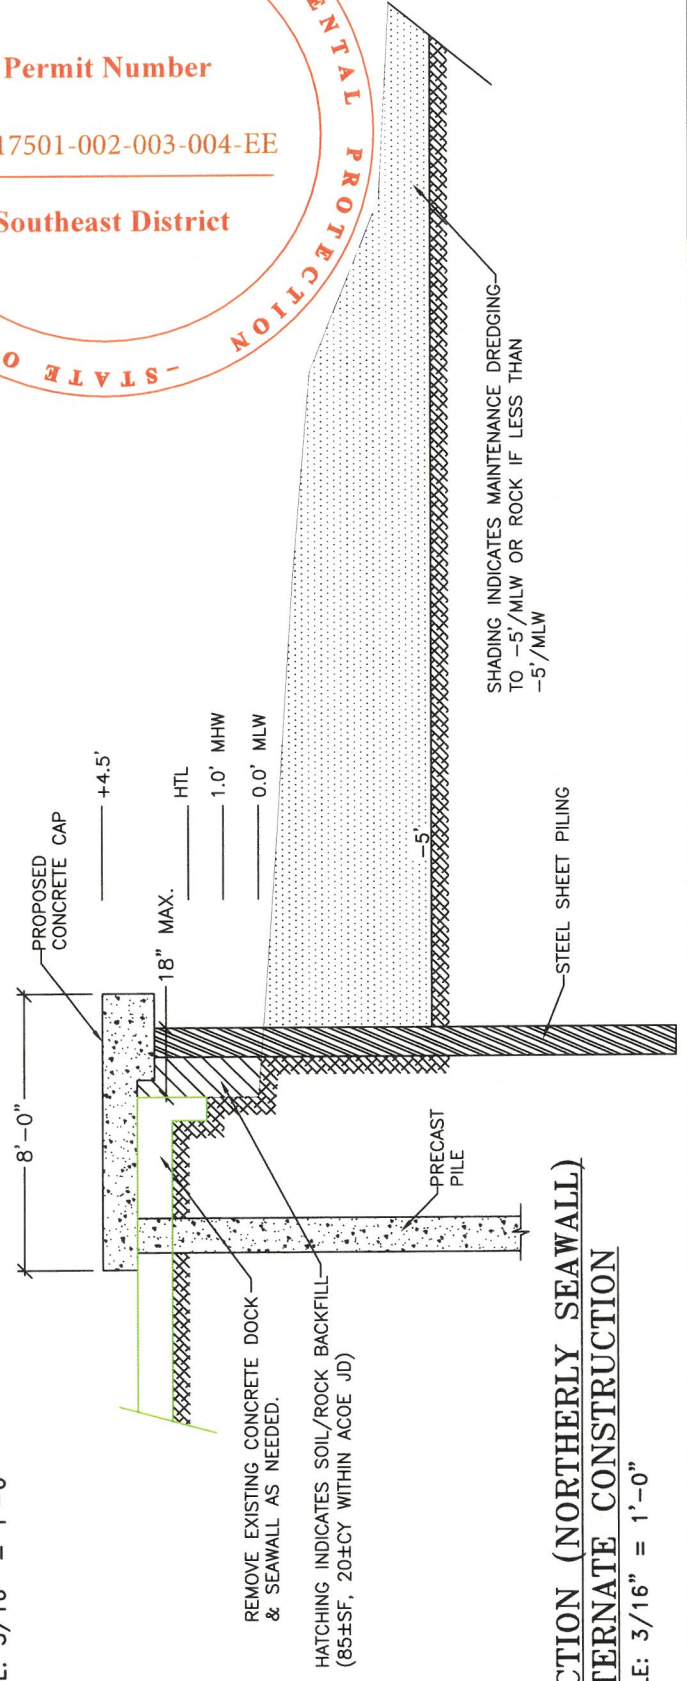 Permit Number
17501-002-003-004-EE
Southeast District
ENTAL PROTECTION
-STATE O
8'-0"
PROPOSED
CONCRETE CAP
+4.5'
18" MAX.
HTL
1.0' MHW
0.0' MLW
-5'
SHADING INDICATES MAINTENANCE DREDGING
TO -5'/MLW OR ROCK IF LESS THAN
-5'/MLW
STEEL SHEET PILING
PRECAST
PILE
REMOVE EXISTING CONCRETE DOCK
& SEAWALL AS NEEDED.
HATCHING INDICATES SOIL/ROCK BACKFILL
(85±SF, 20±CY WITHIN ACOE JD)
CTION (NORTHERLY SEAWALL)
TERNATE CONSTRUCTION
LE: 3/16" = 1'-0"